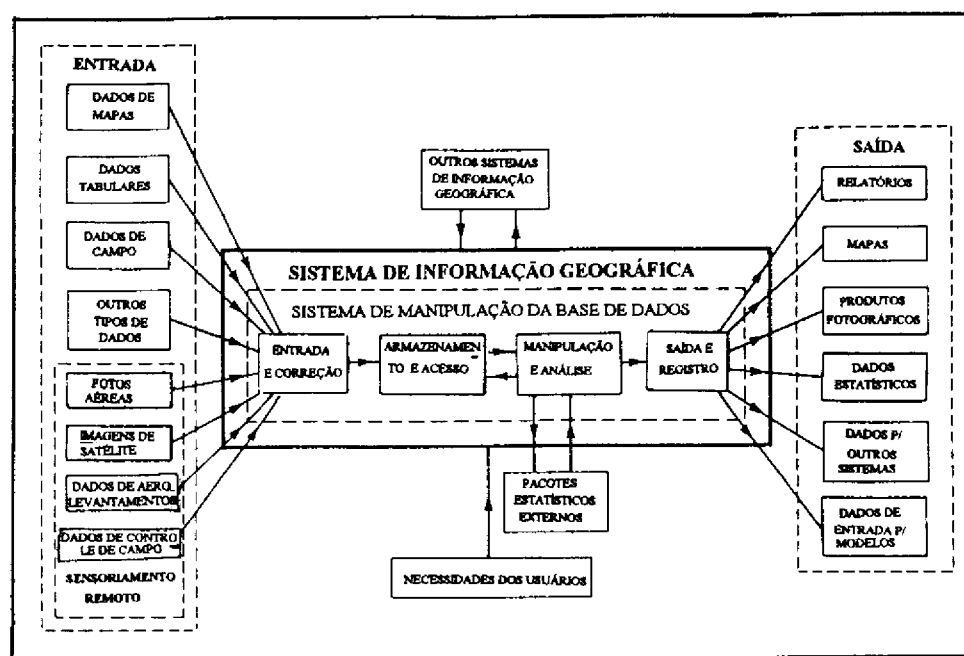 ENTRADA
DADOS DE
MAPAS
DADOS
TABULARES
DADOS DE
CAMPO
OUTROS
TIPOS DE
DADOS
FOTOS
AÉREAS
IMAGENS DE
SATÉLITE
DADOS DE AERO
LEVANTAMENTOS
DADOS DE CONTRO
LE DE CAMPO
SENSORIAMENTO
REMOTO
OUTROS SISTEMAS
DE INFORMAÇÃO
GEOGRÁFICA
SISTEMA DE INFORMAÇÃO GEOGRÁFICA
SISTEMA DE MANIPULAÇÃO DA BASE DE DADOS
ENTRADA
E CORREÇÃO
ARMAZENAMEN-
TO E ACESSO
MANIPULAÇÃO
E ANÁLISE
SAÍDA E
REGISTRO
PACOTES
ESTATÍSTICOS
EXTERNOS
NECESSIDADES DOS USUÁRIOS
SAÍDA
RELATÓRIOS
MAPAS
PRODUTOS
FOTOGRÁFICOS
DADOS
ESTATÍSTICOS
DADOS P/
OUTROS
SISTEMAS
DADOS DE
ENTRADA P/
MODELOS